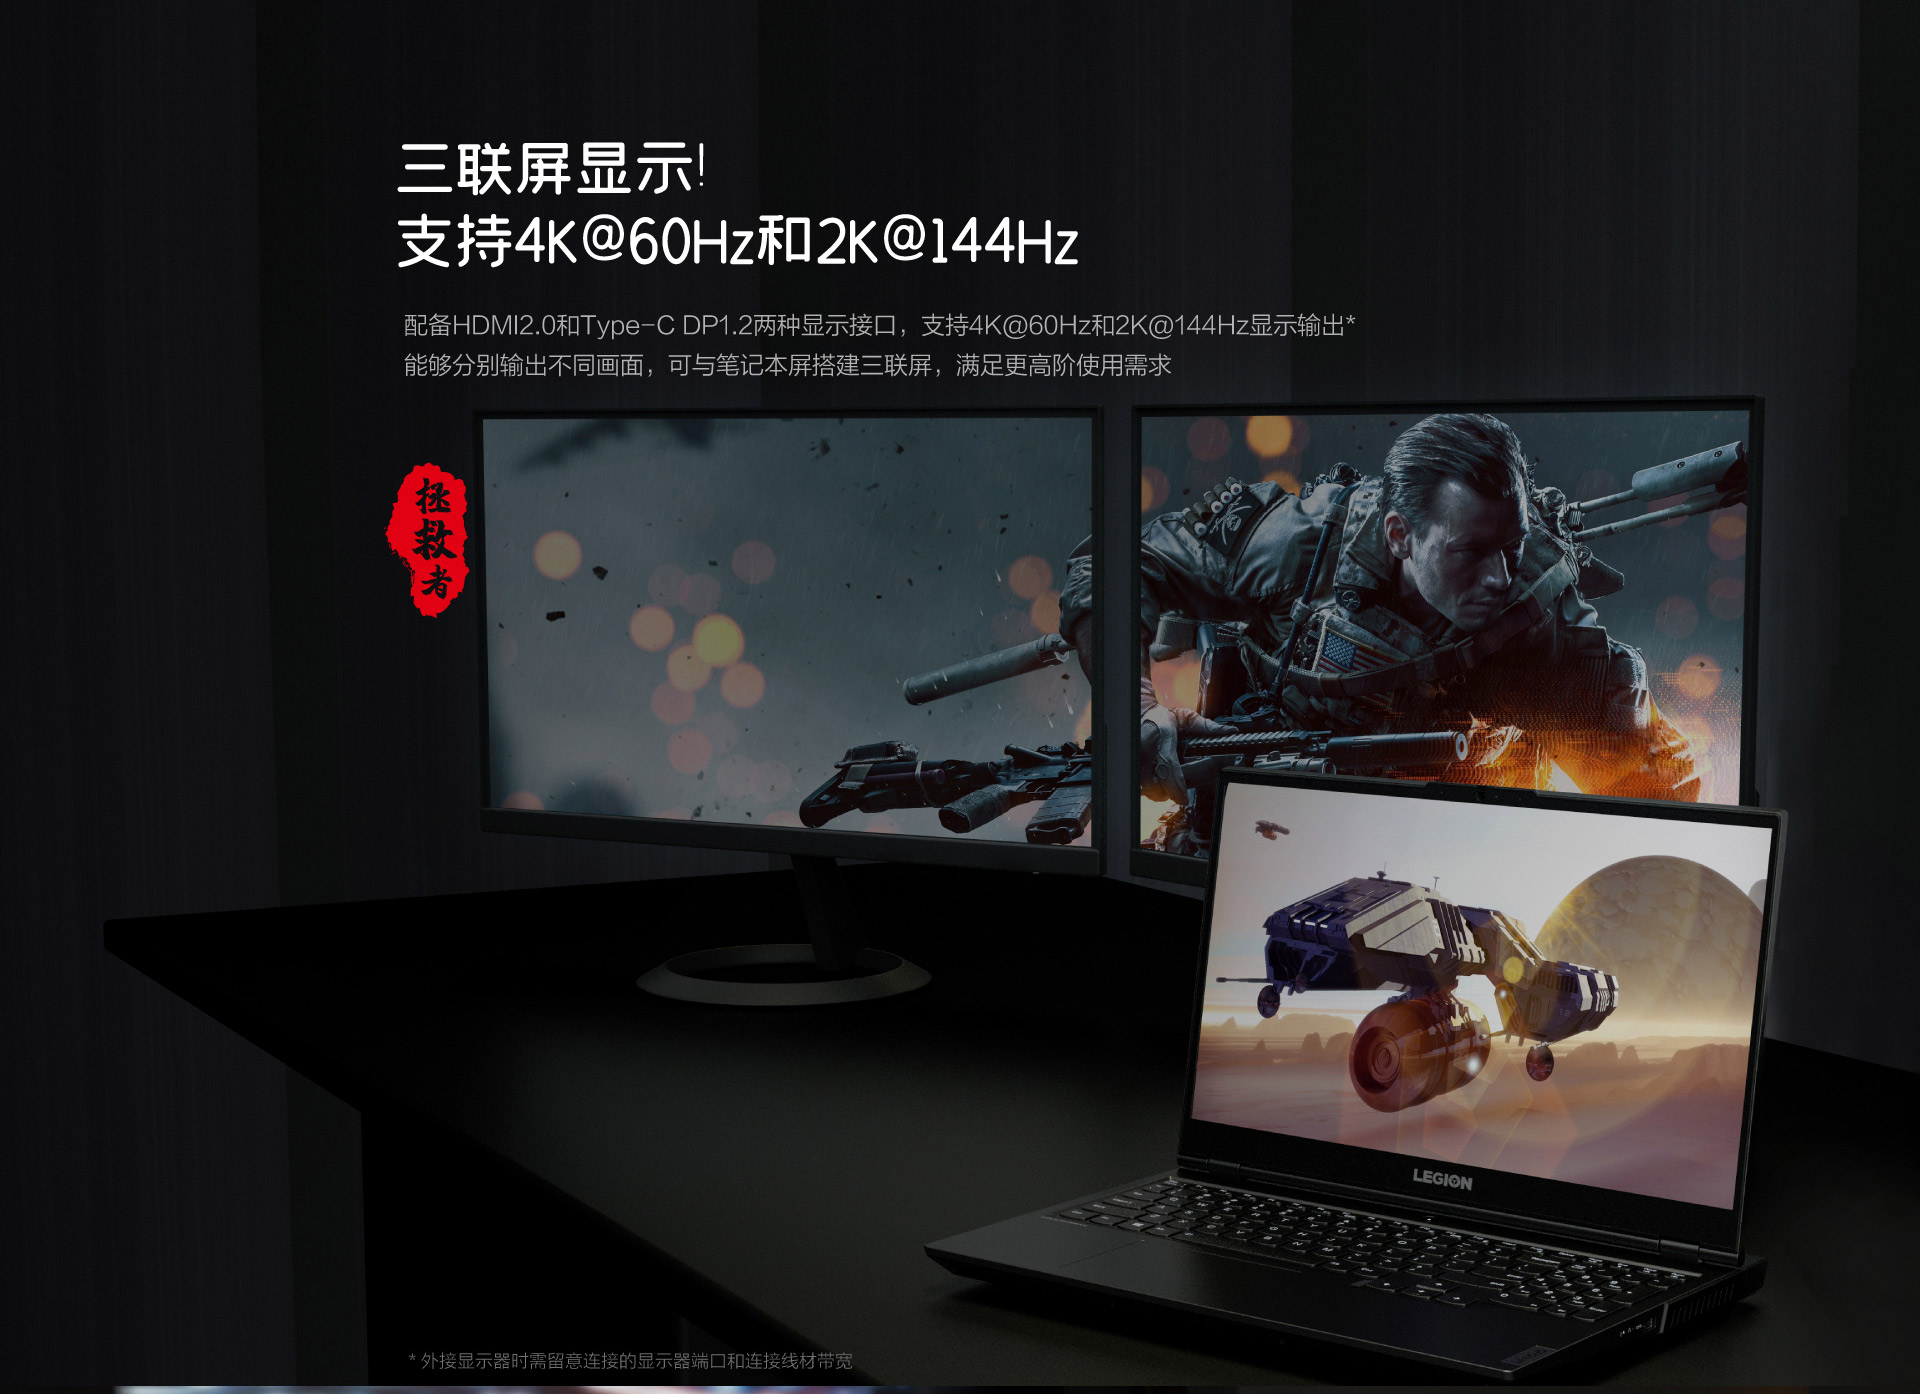 三联屏显示!
支持4K@60Hz和2K@144Hz
配备HDMI2.0和Type-C DP1.2两种显示接口，支持4K@60Hz和2K@144Hz显示输出*
能够分别输出不同画面，可与笔记本屏搭建三联屏，满足更高阶使用需求
拯救者
LEGION
* 外接显示器时需留意连接的显示器端口和连接线材带宽